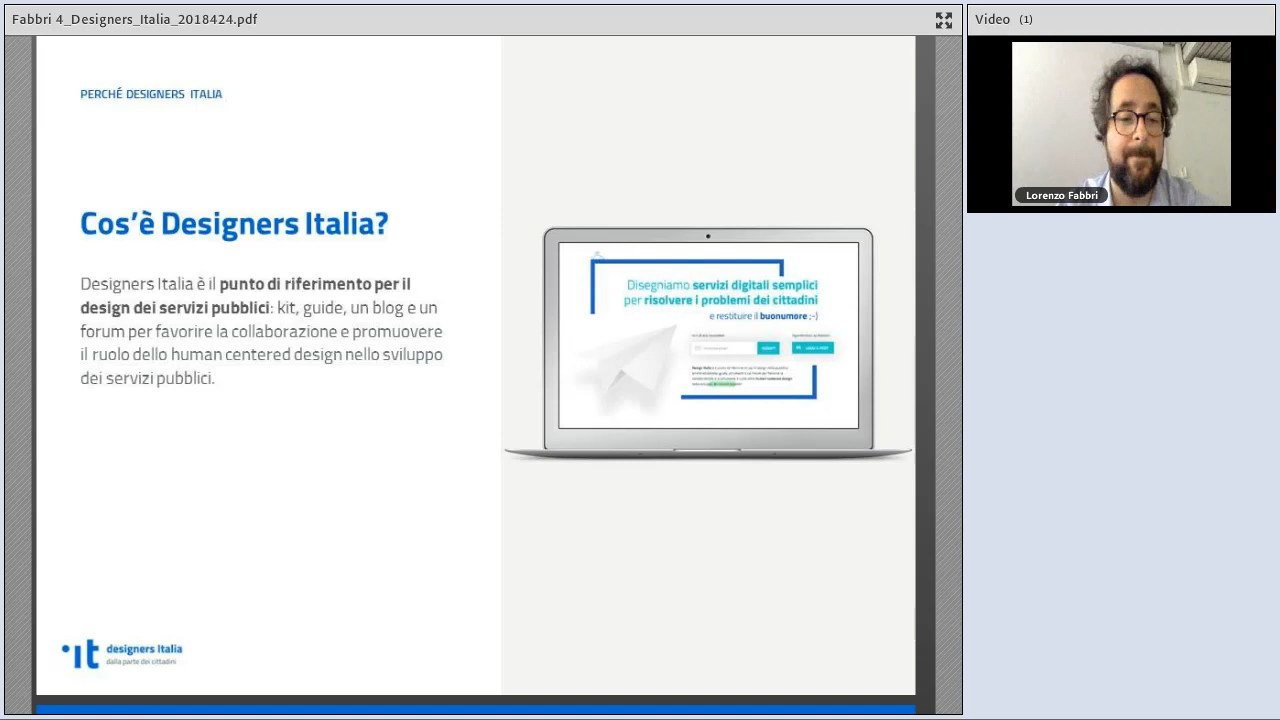 Fabbri 4_Designers_Italia_2018424.pdf
PERCHÉ DESIGNERS ITALIA
Cos'è Designers Italia?
Designers Italia è il punto di riferimento per il
design dei servizi pubblici: kit, guide, un blog e un
forum per favorire la collaborazione e promuovere
il ruolo dello human centered design nello sviluppo
dei servizi pubblici.
Disegniamo servizi digitali semplici
per risolvere i problemi dei cittadini
e restituire il buonumore ;-)
designers Italia
dalla parte dei cittadini
Video (1)
Lorenzo Fabbri